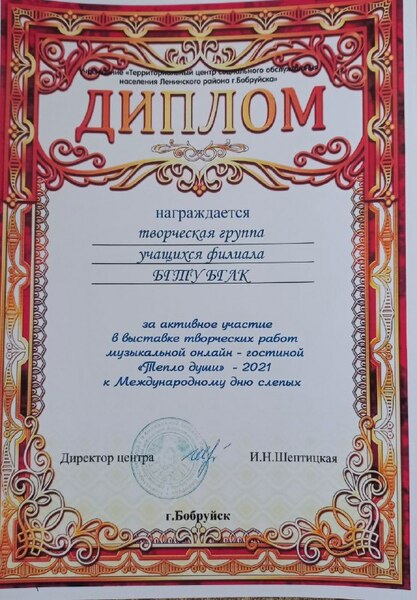 Учреждение «Территориальный центр социального обслуживания
населения Ленинского района г.Бобруйска»
ДИПЛОМ
награждается
творческая группа
учащихся филиала
БГТУ БГАК
за активное участие
в выставке творческих работ
музыкальной онлайн - гостиной
«Тепло души» - 2021
к Международному дню слепых
Директор центра И.Н.Шептицкая
г.Бобруйск